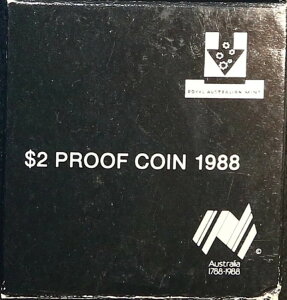 ROYAL AUSTRALIAN MINT
$2 PROOF COIN 1988
©
Australia
1788-1988